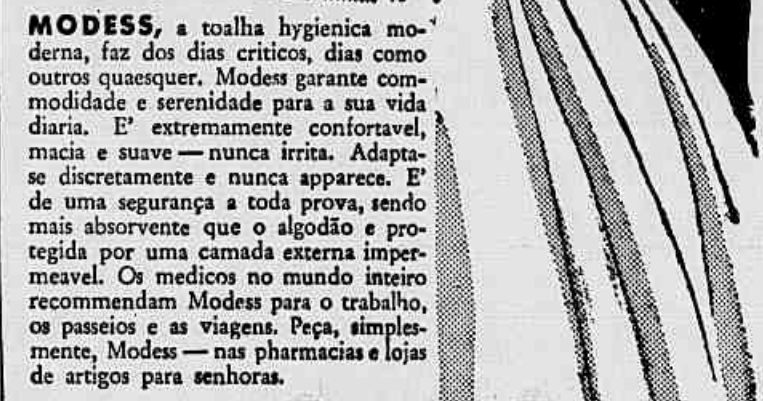 MODESS, a toalha hygienica mo-
derna, faz dos dias criticos, dias como
outros quaesquer. Modess garante com-
modidade e serenidade para a sua vida
diaria. E' extremamente confortavel,
macia e suave — nunca irrita. Adapta-
se discretamente e nunca apparece. E'
de uma segurança a toda prova, sendo
mais absorvente que o algodão e pro-
tegida por uma camada externa imper-
meavel. Os medicos no mundo inteiro
recommendam Modess para o trabalho,
os passeios e as viagens. Peça, simples-
mente, Modess — nas pharmacias e lojas
de artigos para senhoras.